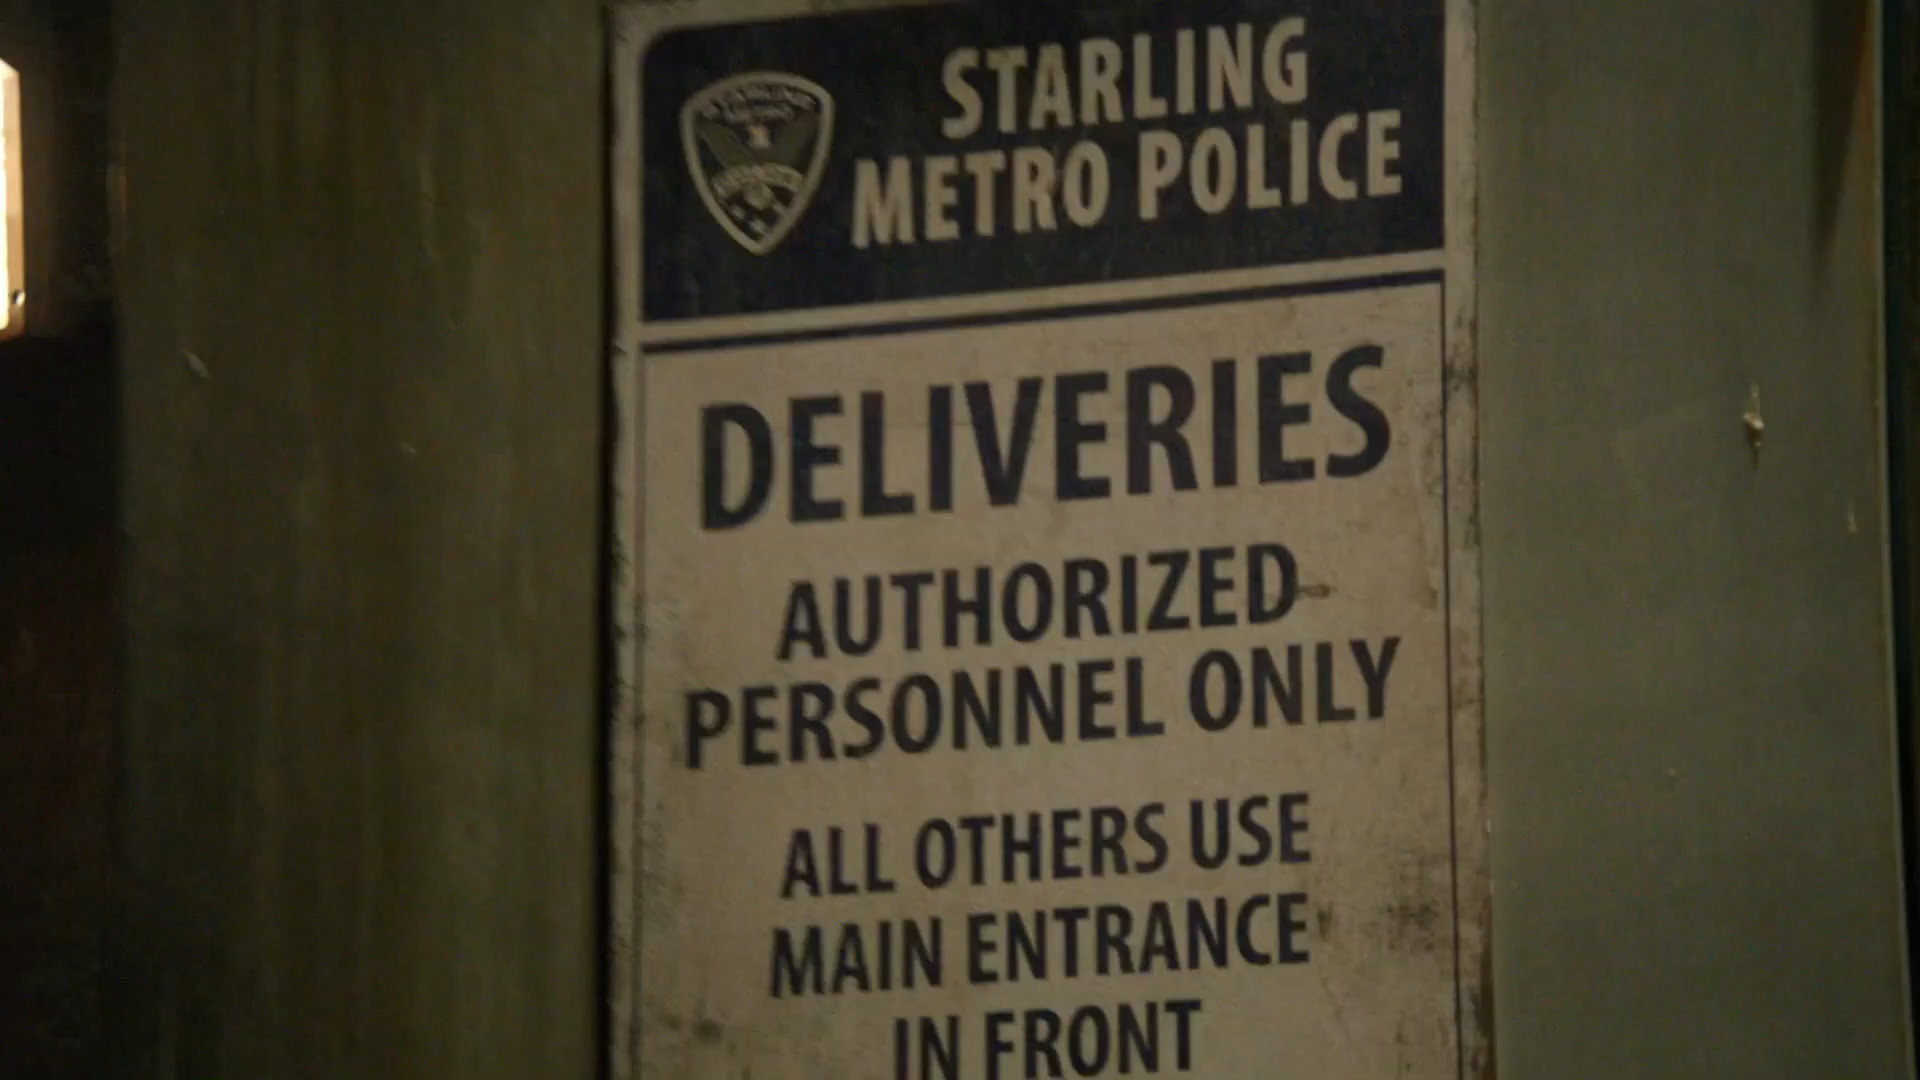 STARLING
METRO POLICE
DELIVERIES
AUTHORIZED
PERSONNEL ONLY
ALL OTHERS USE
MAIN ENTRANCE
IN FRONT